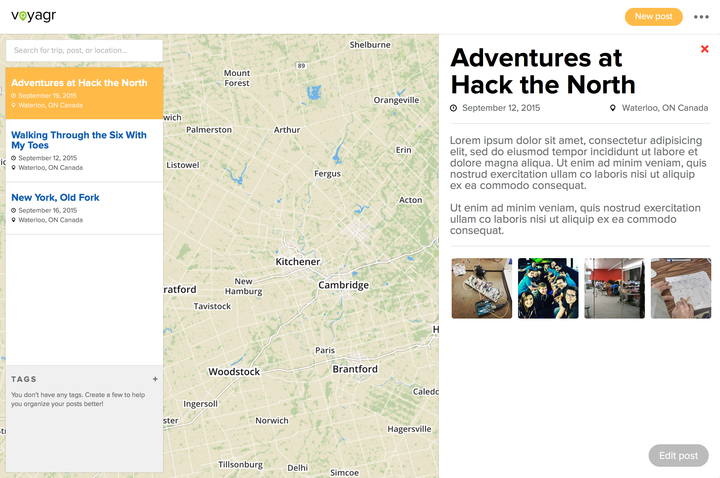 voyagr
New post
Search for trip, post, or location...
Adventures at Hack the North
September 19, 2015
Waterloo, ON Canada
Walking Through the Six With
My Toes
September 12, 2015
Waterloo, ON Canada
New York, Old Fork
September 16, 2015
Waterloo, ON Canada
TAGS +
You don't have any tags. Create a few to help
you organize your posts better!
Shelburne
89
Mount
Forest
Orangeville
wich
Palmerston
Arthur
Erin
Listowel
Fergus
Acton
Kitchener
New
Hamburg
ratford
Cambridge
Tavistock
H
Paris
Woodstock
Brantford
Caledo
Ingersoll
ster
Norwich
Hagersville
Tillsonburg
Delhi
Simcoe
Adventures at
Hack the North
September 12, 2015
Waterloo, ON Canada
Lorem ipsum dolor sit amet, consectetur adipisicing
elit, sed do eiusmod tempor incididunt ut labore et
dolore magna aliqua. Ut enim ad minim veniam, quis
nostrud exercitation ullam co laboris nisi ut aliquip
ex ea commodo consequat.
Ut enim ad minim veniam, quis nostrud exercitation
ullam co laboris nisi ut aliquip ex ea commodo
consequat.
Edit post